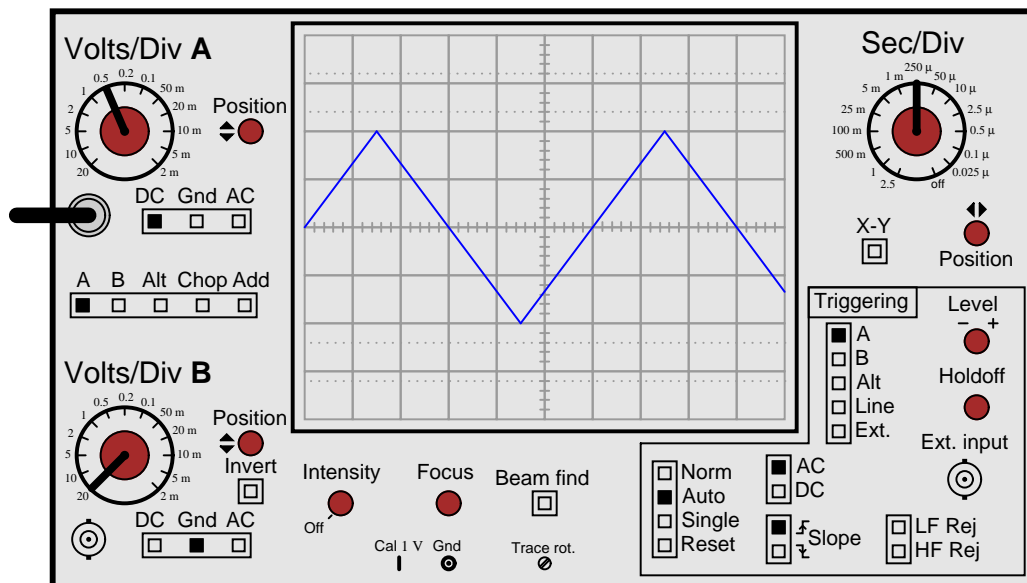 Volts/Div A
0.5 0.2 0.1
1 50 m
2 20 m
5 10 m
10 5 m
20 2 m
Position
DC Gnd AC
A B Alt Chop Add
Volts/Div B
0.5 0.2 0.1
1 50 m
2 20 m
5 10 m
10 5 m
20 2 m
Position
Invert
DC Gnd AC
Intensity
Off
Focus
Beam find
Cal 1 V Gnd
Trace rot.
Sec/Div
250 µ
1 m 50 µ
5 m 10 µ
25 m 2.5 µ
100 m 0.5 µ
500 m 0.1 µ
1 0.025 µ
2.5 off
X-Y
Position
Triggering
A
B
Alt
Line
Ext.
Level
− +
Holdoff
Ext. input
Norm
Auto
Single
Reset
AC
DC
Slope
LF Rej
HF Rej